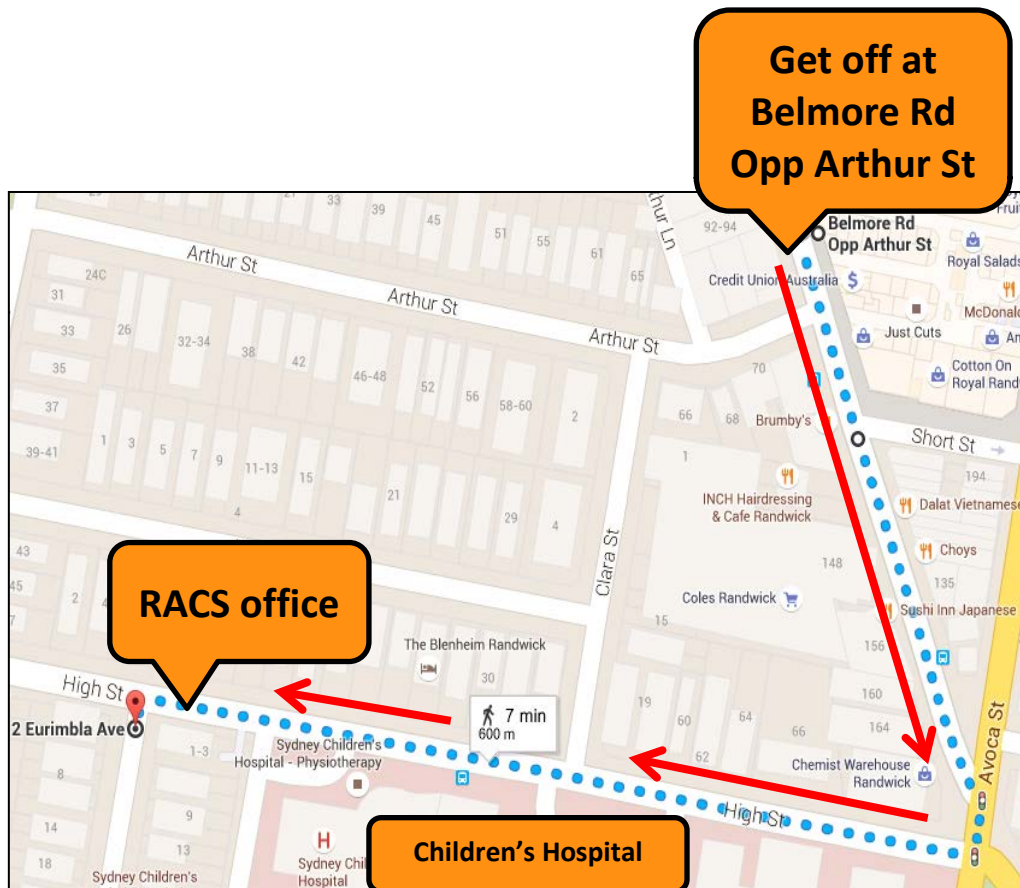 Get off at
Belmore Rd
Opp Arthur St
33
39
45
51
55
61
65
92-94
Belmore Rd
Opp Arthur St
Royal Salads
Credit Union Australia
$
McDonald
Just Cuts
Cotton On
Royal Rand
Arthur St
Arthur St
Arthur St
24C
31
33
35
37
39-41
26
32-34
38
42
46-48
52
56
58-60
2
70
66
68
Brumby's
Short St
194
1
3
5
7
9
11-13
15
4
21
29
4
1
INCH Hairdressing
& Cafe Randwick
Dalat Vietnamese
Choys
148
135
Clara St
Coles Randwick
Sushi Inn Japanese
43
45
2
RACS office
15
156
The Blenheim Randwick
30
19
60
62
64
66
160
164
High St
7 min
600 m
2 Eurimbla Ave
1-3
Sydney Children's
Hospital - Physiotherapy
Chemist Warehouse
Randwick
Avoca St
High St
8
9
14
13
18
H
Sydney Chil
Hospital
Children's Hospital
Sydney Children's